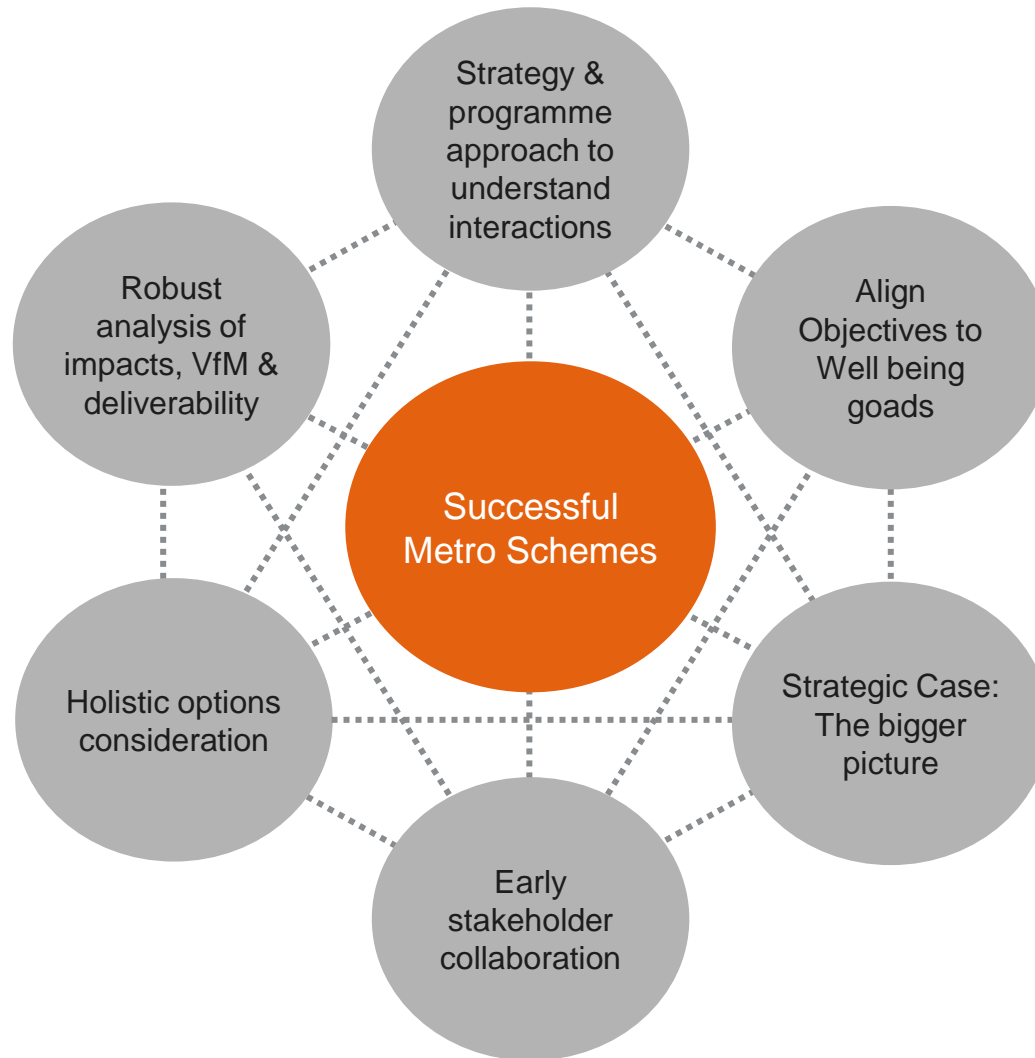 Strategy &
programme
approach to
understand
interactions
Robust
analysis of
impacts, VfM &
deliverability
Align
Objectives to
Well being
goads
Successful
Metro Schemes
Holistic options
consideration
Strategic Case:
The bigger
picture
Early
stakeholder
collaboration